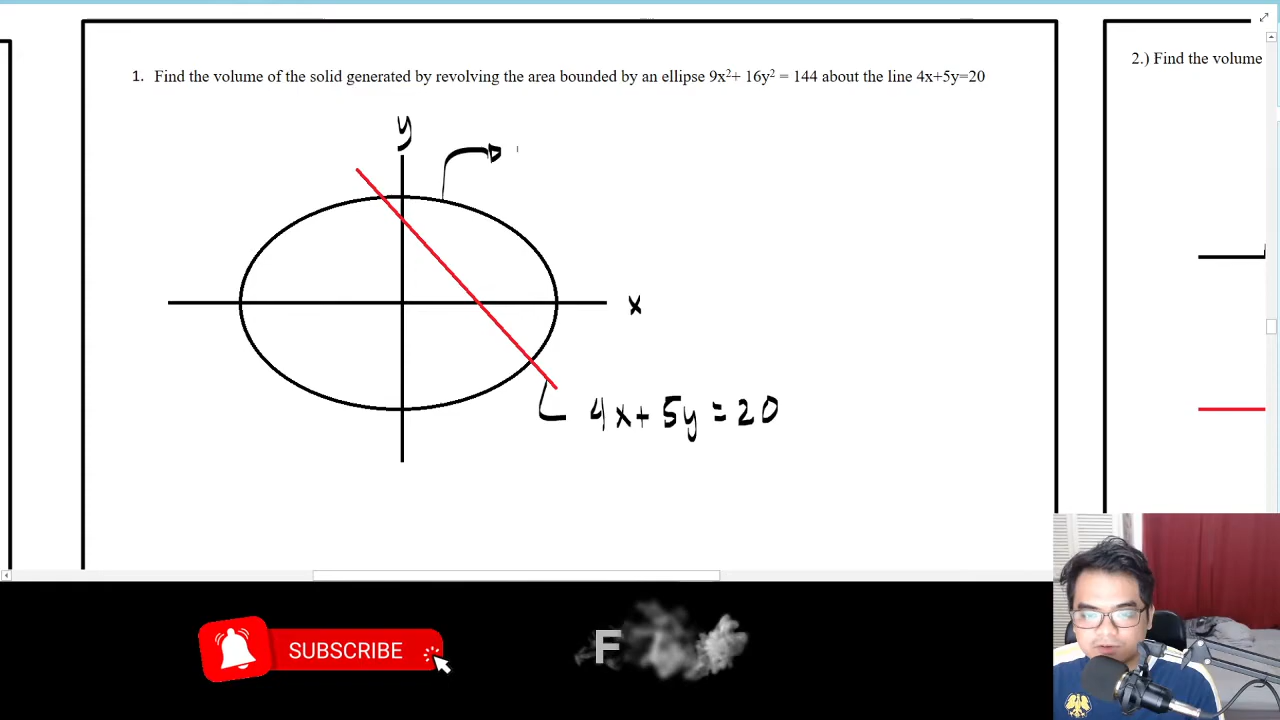 1. Find the volume of the solid generated by revolving the area bounded by an ellipse 9x²+ 16y² = 144 about the line 4x+5y=20
2.) Find the volume
y
x
4x+5y=20
SUBSCRIBE
F